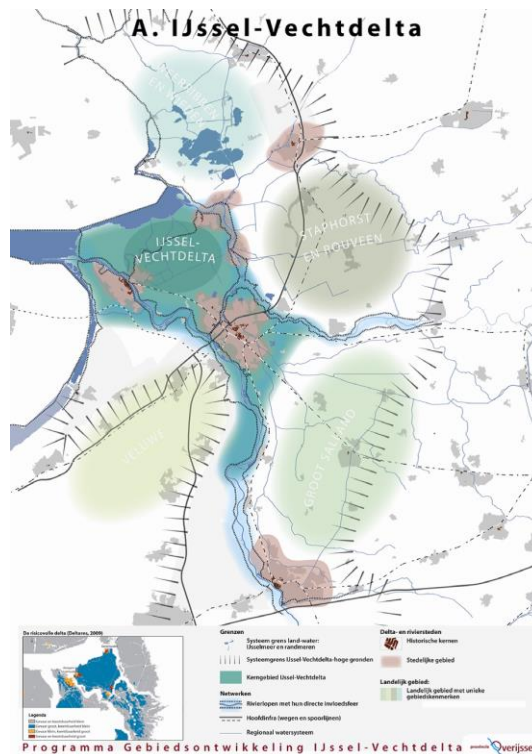 A. IJssel-Vechtdelta
IJSSEL-
VECHTDELTA
STAPHORST
EN ROUVEEN
VELUWE
GROOT SALLAND
De risicovolle delta (Deltares, 2009)
Legenda
Grenzen
Systeem grens land-water:
IJsselmeer en randmeren
Systeemgrens IJssel-Vechtdelta-hoge gronden
Kerngebied IJssel-Vechtdelta
Netwerken
Rivierlopen met hun directe invloedsfeer
Hoofdinfra (wegen en spoorlijnen)
Regionaal watersysteem
Delta- en riviersteden
Historische kernen
Stedelijke gebied
Landelijk gebied:
Landelijk gebied met unieke
gebiedskenmerken
Programma Gebiedsontwikkeling IJssel-Vechtdelta
provincie Overijssel